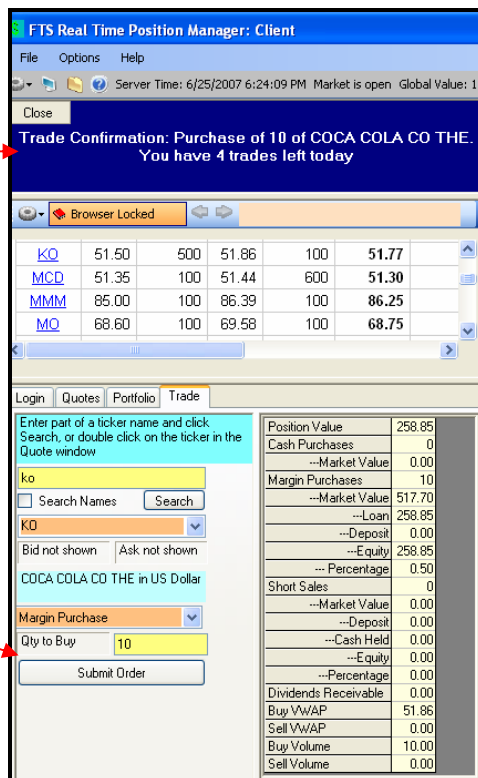 FTS Real Time Position Manager: Client
File Options Help
Server Time: 6/25/2007 6:24:09 PM Market is open Global Value: 1
Close
Trade Confirmation: Purchase of 10 of COCA COLA CO THE.
You have 4 trades left today
Browser Locked
KO 51.50 500 51.86 100 51.77
MCD 51.35 100 51.44 600 51.30
MMM 85.00 100 86.39 100 86.25
MO 68.60 100 69.58 100 68.75
Login Quotes Portfolio Trade
Enter part of a ticker name and click
Search, or double click on the ticker in the
Quote window
ko
Search Names Search
KO
Bid not shown Ask not shown
COCA COLA CO THE in US Dollar
Margin Purchase
Qty to Buy 10
Submit Order
Position Value 258.85
Cash Purchases 0
---Market Value 0.00
Margin Purchases 10
---Market Value 517.70
---Loan 258.85
---Deposit 0.00
---Equity 258.85
--- Percentage 0.50
Short Sales 0
---Market Value 0.00
---Deposit 0.00
---Cash Held 0.00
---Equity 0.00
---Percentage 0.00
Dividends Receivable 0.00
Buy VWAP 51.86
Sell VWAP 0.00
Buy Volume 10.00
Sell Volume 0.00